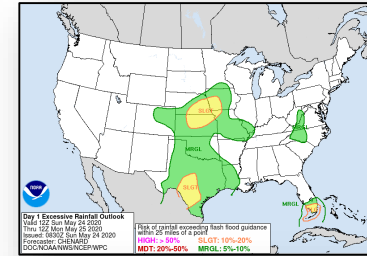 SLGT
MRGL
MRGL
SLGT
MRGL
NOAA
Day 1 Excessive Rainfall Outlook
Valid 12Z Sun May 24 2020
Thru 12Z Mon May 25 2020
Issued: 0830Z Sun May 24 2020
Forecaster: CHENARD
DOC/NOAA/NWS/NCEP/WPC
Risk of rainfall exceeding flash flood guidance
within 25 miles of a point
HIGH: > 50% SLGT: 10%-20%
MDT: 20%-50% MRGL: 5%-10%